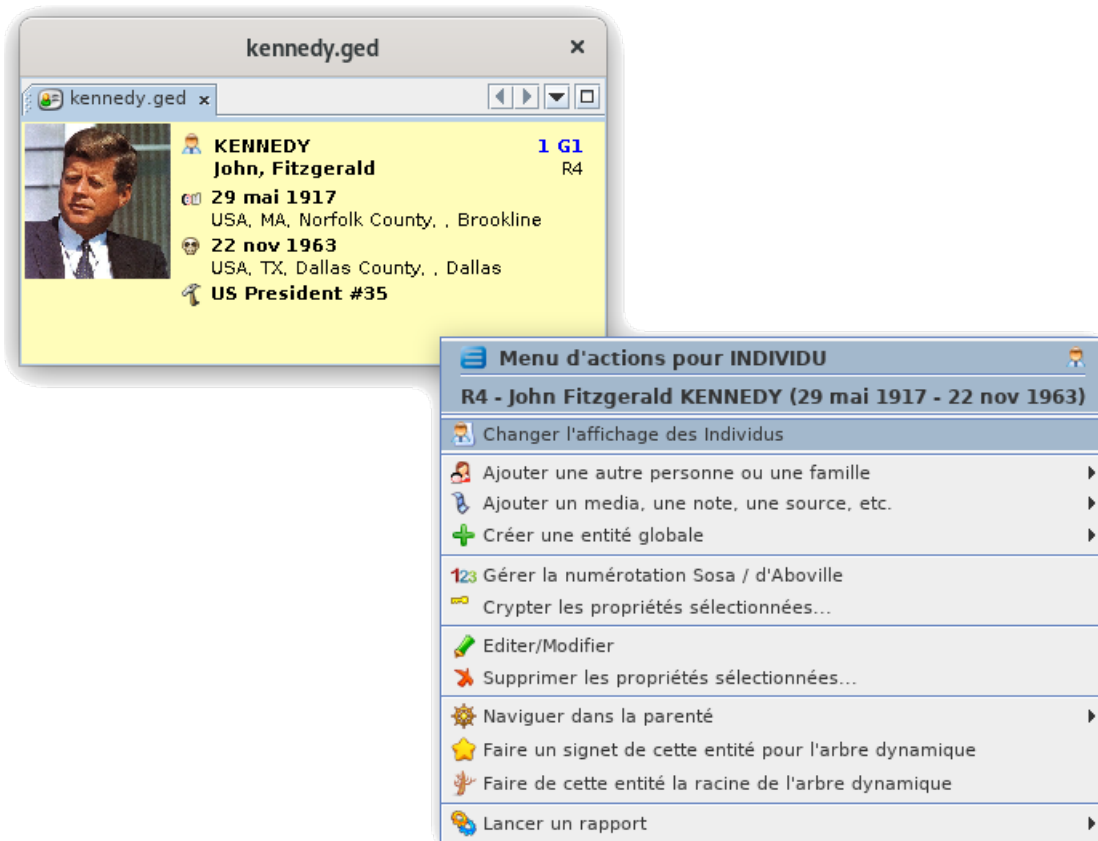 kennedy.ged
kennedy.ged
KENNEDY 1 G1
John, Fitzgerald R4
29 mai 1917
USA, MA, Norfolk County, , Brookline
22 nov 1963
USA, TX, Dallas County, , Dallas
US President #35
Menu d'actions pour INDIVIDU
R4 - John Fitzgerald KENNEDY (29 mai 1917 - 22 nov 1963)
Changer l'affichage des Individus
Ajouter une autre personne ou une famille
Ajouter un media, une note, une source, etc.
Créer une entité globale
123 Gérer la numérotation Sosa / d'Aboville
Crypter les propriétés sélectionnées...
Editer/Modifier
Supprimer les propriétés sélectionnées...
Naviguer dans la parenté
Faire un signet de cette entité pour l'arbre dynamique
Faire de cette entité la racine de l'arbre dynamique
Lancer un rapport